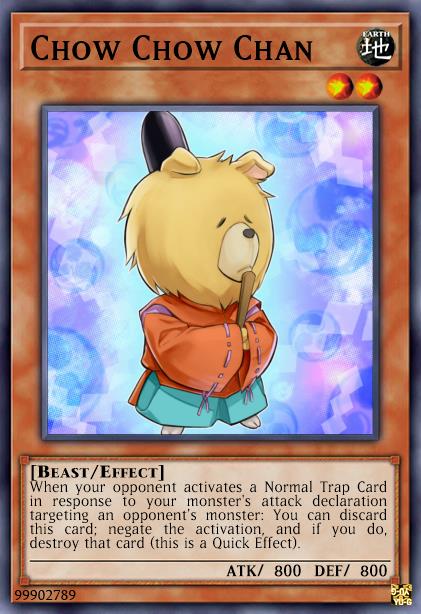 Chow Chow Chan
EARTH
地
[Beast/Effect]
When your opponent activates a Normal Trap Card
in response to your monster's attack declaration
targeting an opponent's monster: You can discard
this card; negate the activation, and if you do,
destroy that card (this is a Quick Effect).
ATK/ 800 DEF/ 800
99902789